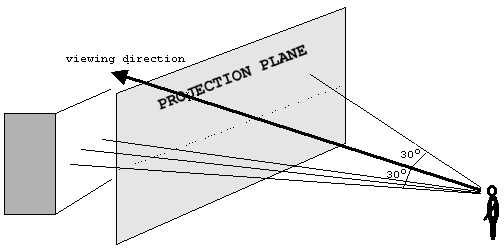 viewing direction
PROJECTION PLANE
30°
30°